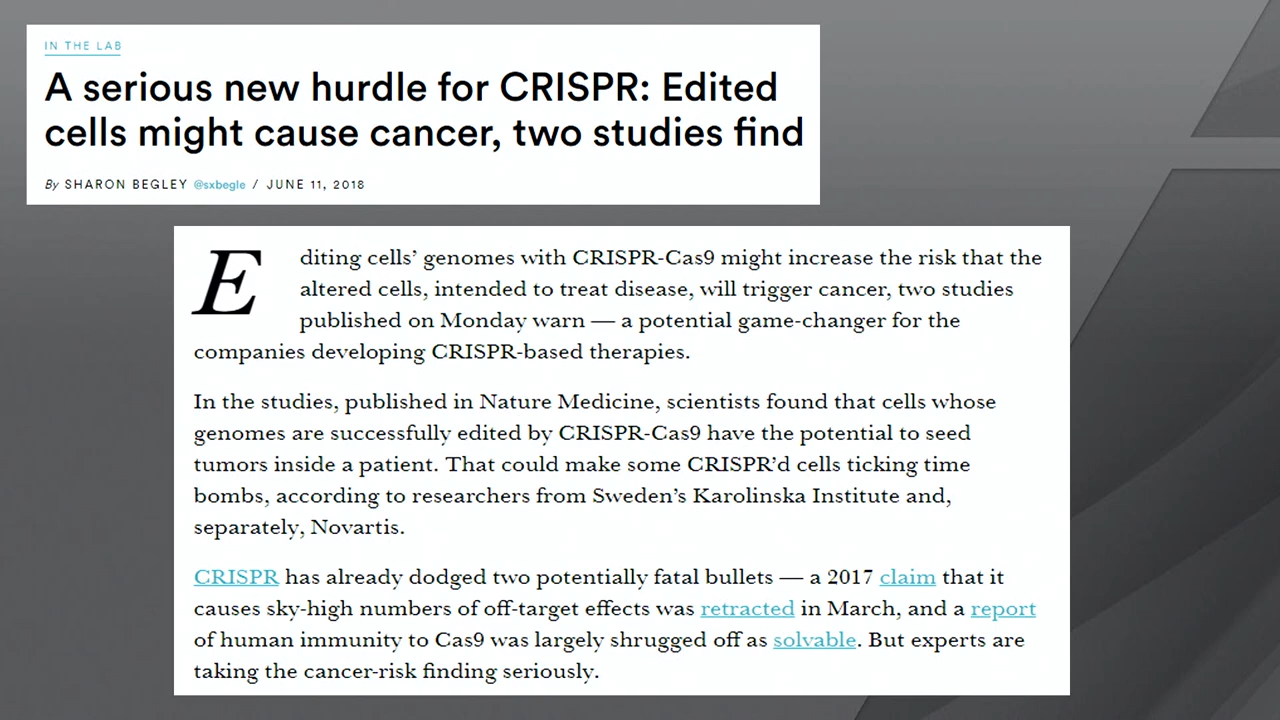 IN THE LAB
A serious new hurdle for CRISPR: Edited
cells might cause cancer, two studies find
By SHARON BEGLEY @sxbegle / JUNE 11, 2018
Editing cells’ genomes with CRISPR-Cas9 might increase the risk that the
altered cells, intended to treat disease, will trigger cancer, two studies
published on Monday warn — a potential game-changer for the
companies developing CRISPR-based therapies.
In the studies, published in Nature Medicine, scientists found that cells whose
genomes are successfully edited by CRISPR-Cas9 have the potential to seed
tumors inside a patient. That could make some CRISPR’d cells ticking time
bombs, according to researchers from Sweden’s Karolinska Institute and,
separately, Novartis.
CRISPR has already dodged two potentially fatal bullets — a 2017 claim that it
causes sky-high numbers of off-target effects was retracted in March, and a report
of human immunity to Cas9 was largely shrugged off as solvable. But experts are
taking the cancer-risk finding seriously.